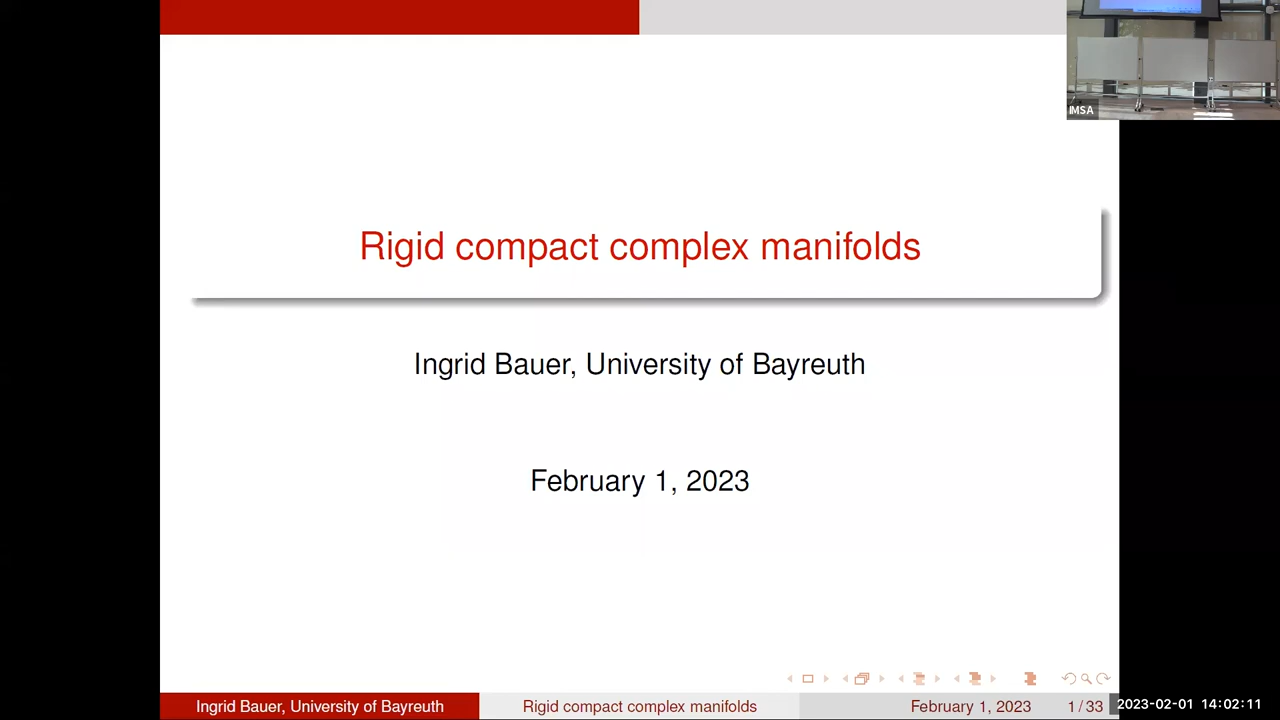 IMSA
Rigid compact complex manifolds
Ingrid Bauer, University of Bayreuth
February 1, 2023
Ingrid Bauer, University of Bayreuth Rigid compact complex manifolds February 1, 2023 1 / 33
2023-02-01 14:02:11